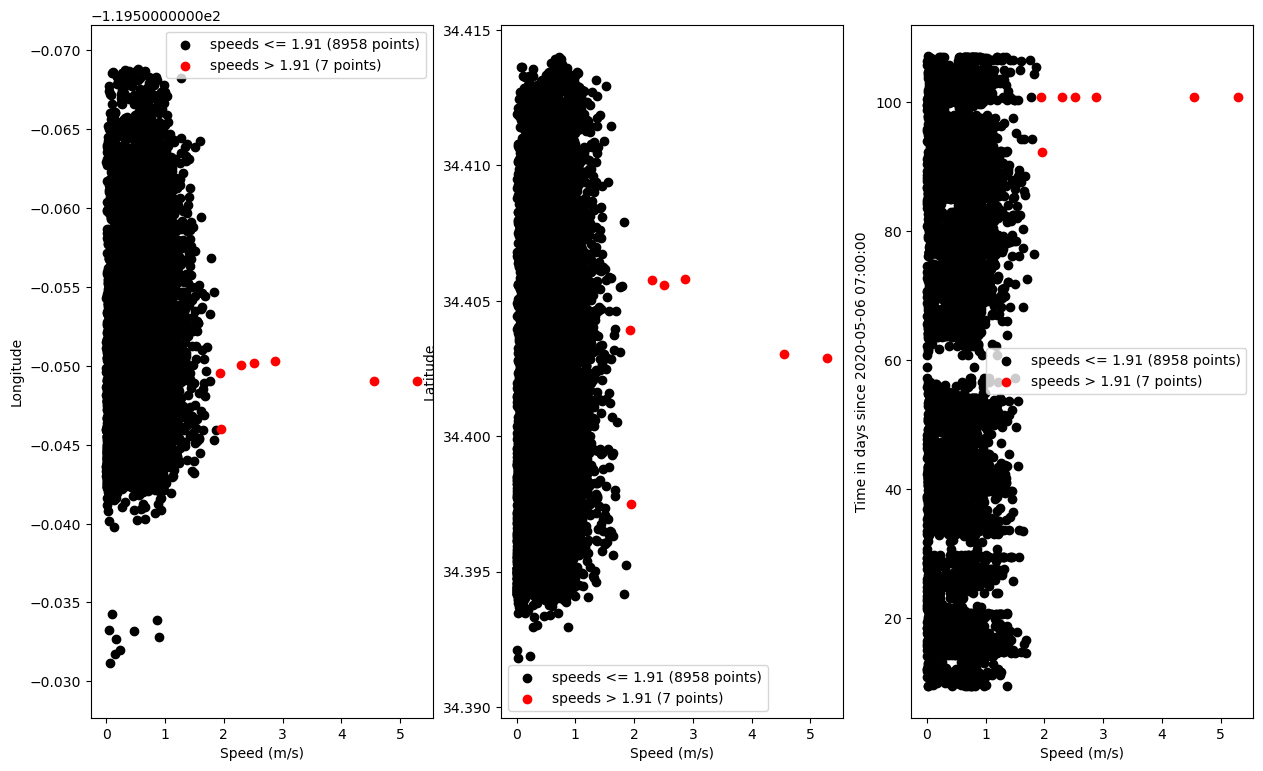 −1.1950000000e2
−0.070
−0.065
−0.060
−0.055
−0.050
−0.045
−0.040
−0.035
−0.030
Longitude
0 1 2 3 4 5
Speed (m/s)
speeds <= 1.91 (8958 points)
speeds > 1.91 (7 points)
34.415
34.410
34.405
34.400
34.395
34.390
Latitude
0 1 2 3 4 5
Speed (m/s)
speeds <= 1.91 (8958 points)
speeds > 1.91 (7 points)
100
80
60
40
20
Time in days since 2020-05-06 07:00:00
0 1 2 3 4 5
Speed (m/s)
speeds <= 1.91 (8958 points)
speeds > 1.91 (7 points)